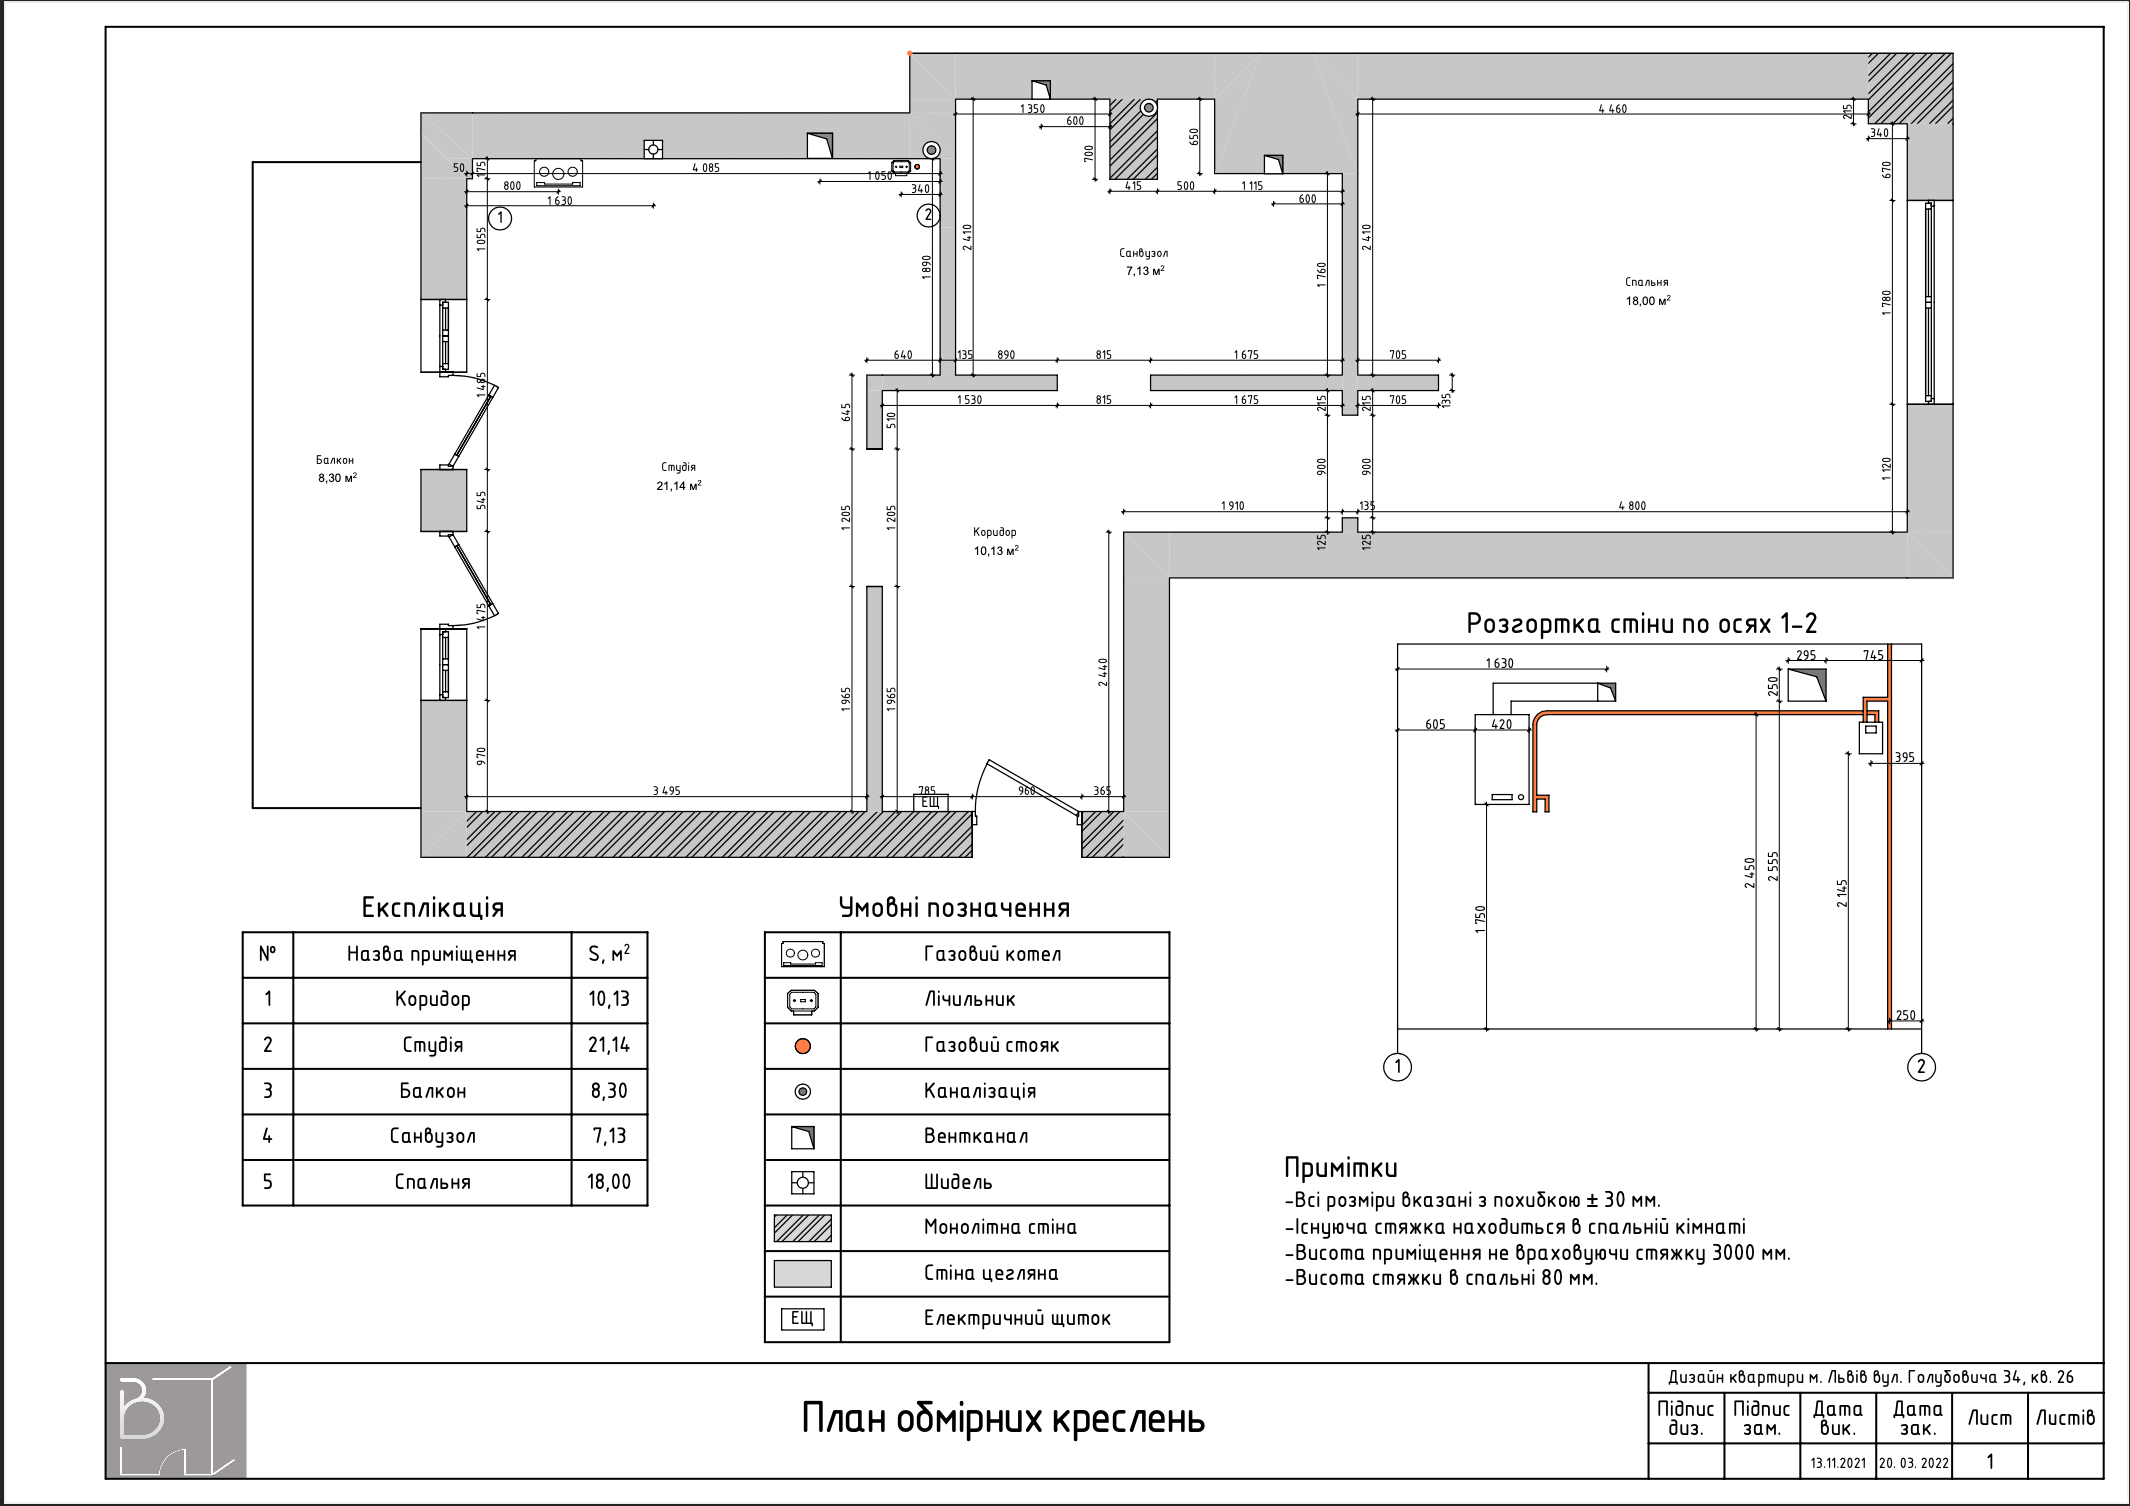 1 350
600
4 460
215
340
50
175
4 085
1 050
340
800
1 630
700
650
415
500
1 115
600
670
1
2
1 055
1 890
2 410
Санвузол
7,13 м²
1 760
2 410
Спальня
18,00 м²
1 780
640
135
890
815
1 675
705
1 485
645
510
1 530
815
1 675
215
215
705
135
Балкон
8,30 м²
Студія
21,14 м²
545
1 205
1 205
900
900
1 120
1 910
135
4 800
Коридор
10,13 м²
125
125
1 475
2 440
1 965
1 965
970
3 495
785
960
365
ЕЩ
Розгортка стіни по осях 1-2
1 630
295
745
250
605
420
395
2 450
2 555
2 145
1 750
250
1
2
Експлікація
№ Назва приміщення S, м²
1 Коридор 10,13
2 Студія 21,14
3 Балкон 8,30
4 Санвузол 7,13
5 Спальня 18,00
Умовні позначення
Газовий котел
Лічильник
Газовий стояк
Каналізація
Вентканал
Шидель
Монолітна стіна
Стіна цегляна
ЕЩ Електричний щиток
Примітки
-Всі розміри вказані з похибкою ± 30 мм.
-Існуюча стяжка находиться в спальній кімнаті
-Висота приміщення не враховуючи стяжку 3000 мм.
-Висота стяжки в спальні 80 мм.
В
План обмірних креслень
Дизайн квартири м. Львів вул. Голубовича 34, кв. 26
Підпис диз. Підпис зам. Дата вик. Дата зак. Лист Листів
13.11.2021 20. 03. 2022 1